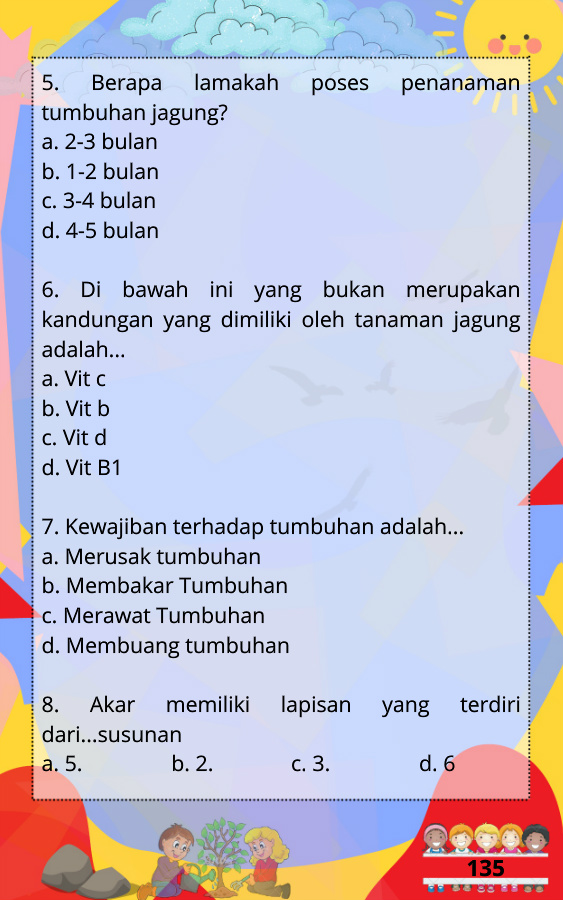 5. Berapa lamakah poses penanaman
tumbuhan jagung?
a. 2-3 bulan
b. 1-2 bulan
c. 3-4 bulan
d. 4-5 bulan
6. Di bawah ini yang bukan merupakan
kandungan yang dimiliki oleh tanaman jagung
adalah...
a. Vit c
b. Vit b
c. Vit d
d. Vit B1
7. Kewajiban terhadap tumbuhan adalah...
a. Merusak tumbuhan
b. Membakar Tumbuhan
c. Merawat Tumbuhan
d. Membuang tumbuhan
8. Akar memiliki lapisan yang terdiri
dari...susunan
a. 5. b. 2. c. 3. d. 6
135